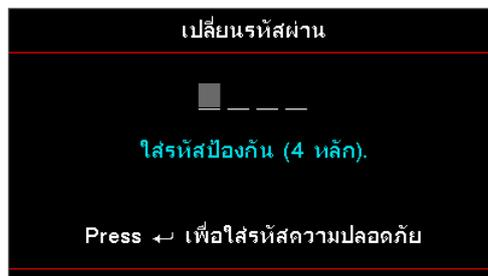 เปลี่ยนรหัสผ่าน
_ _ _ _
ใส่รหัสป้องกัน (4 หลัก).
Press ↵ เพื่อใส่รหัสความปลอดภัย